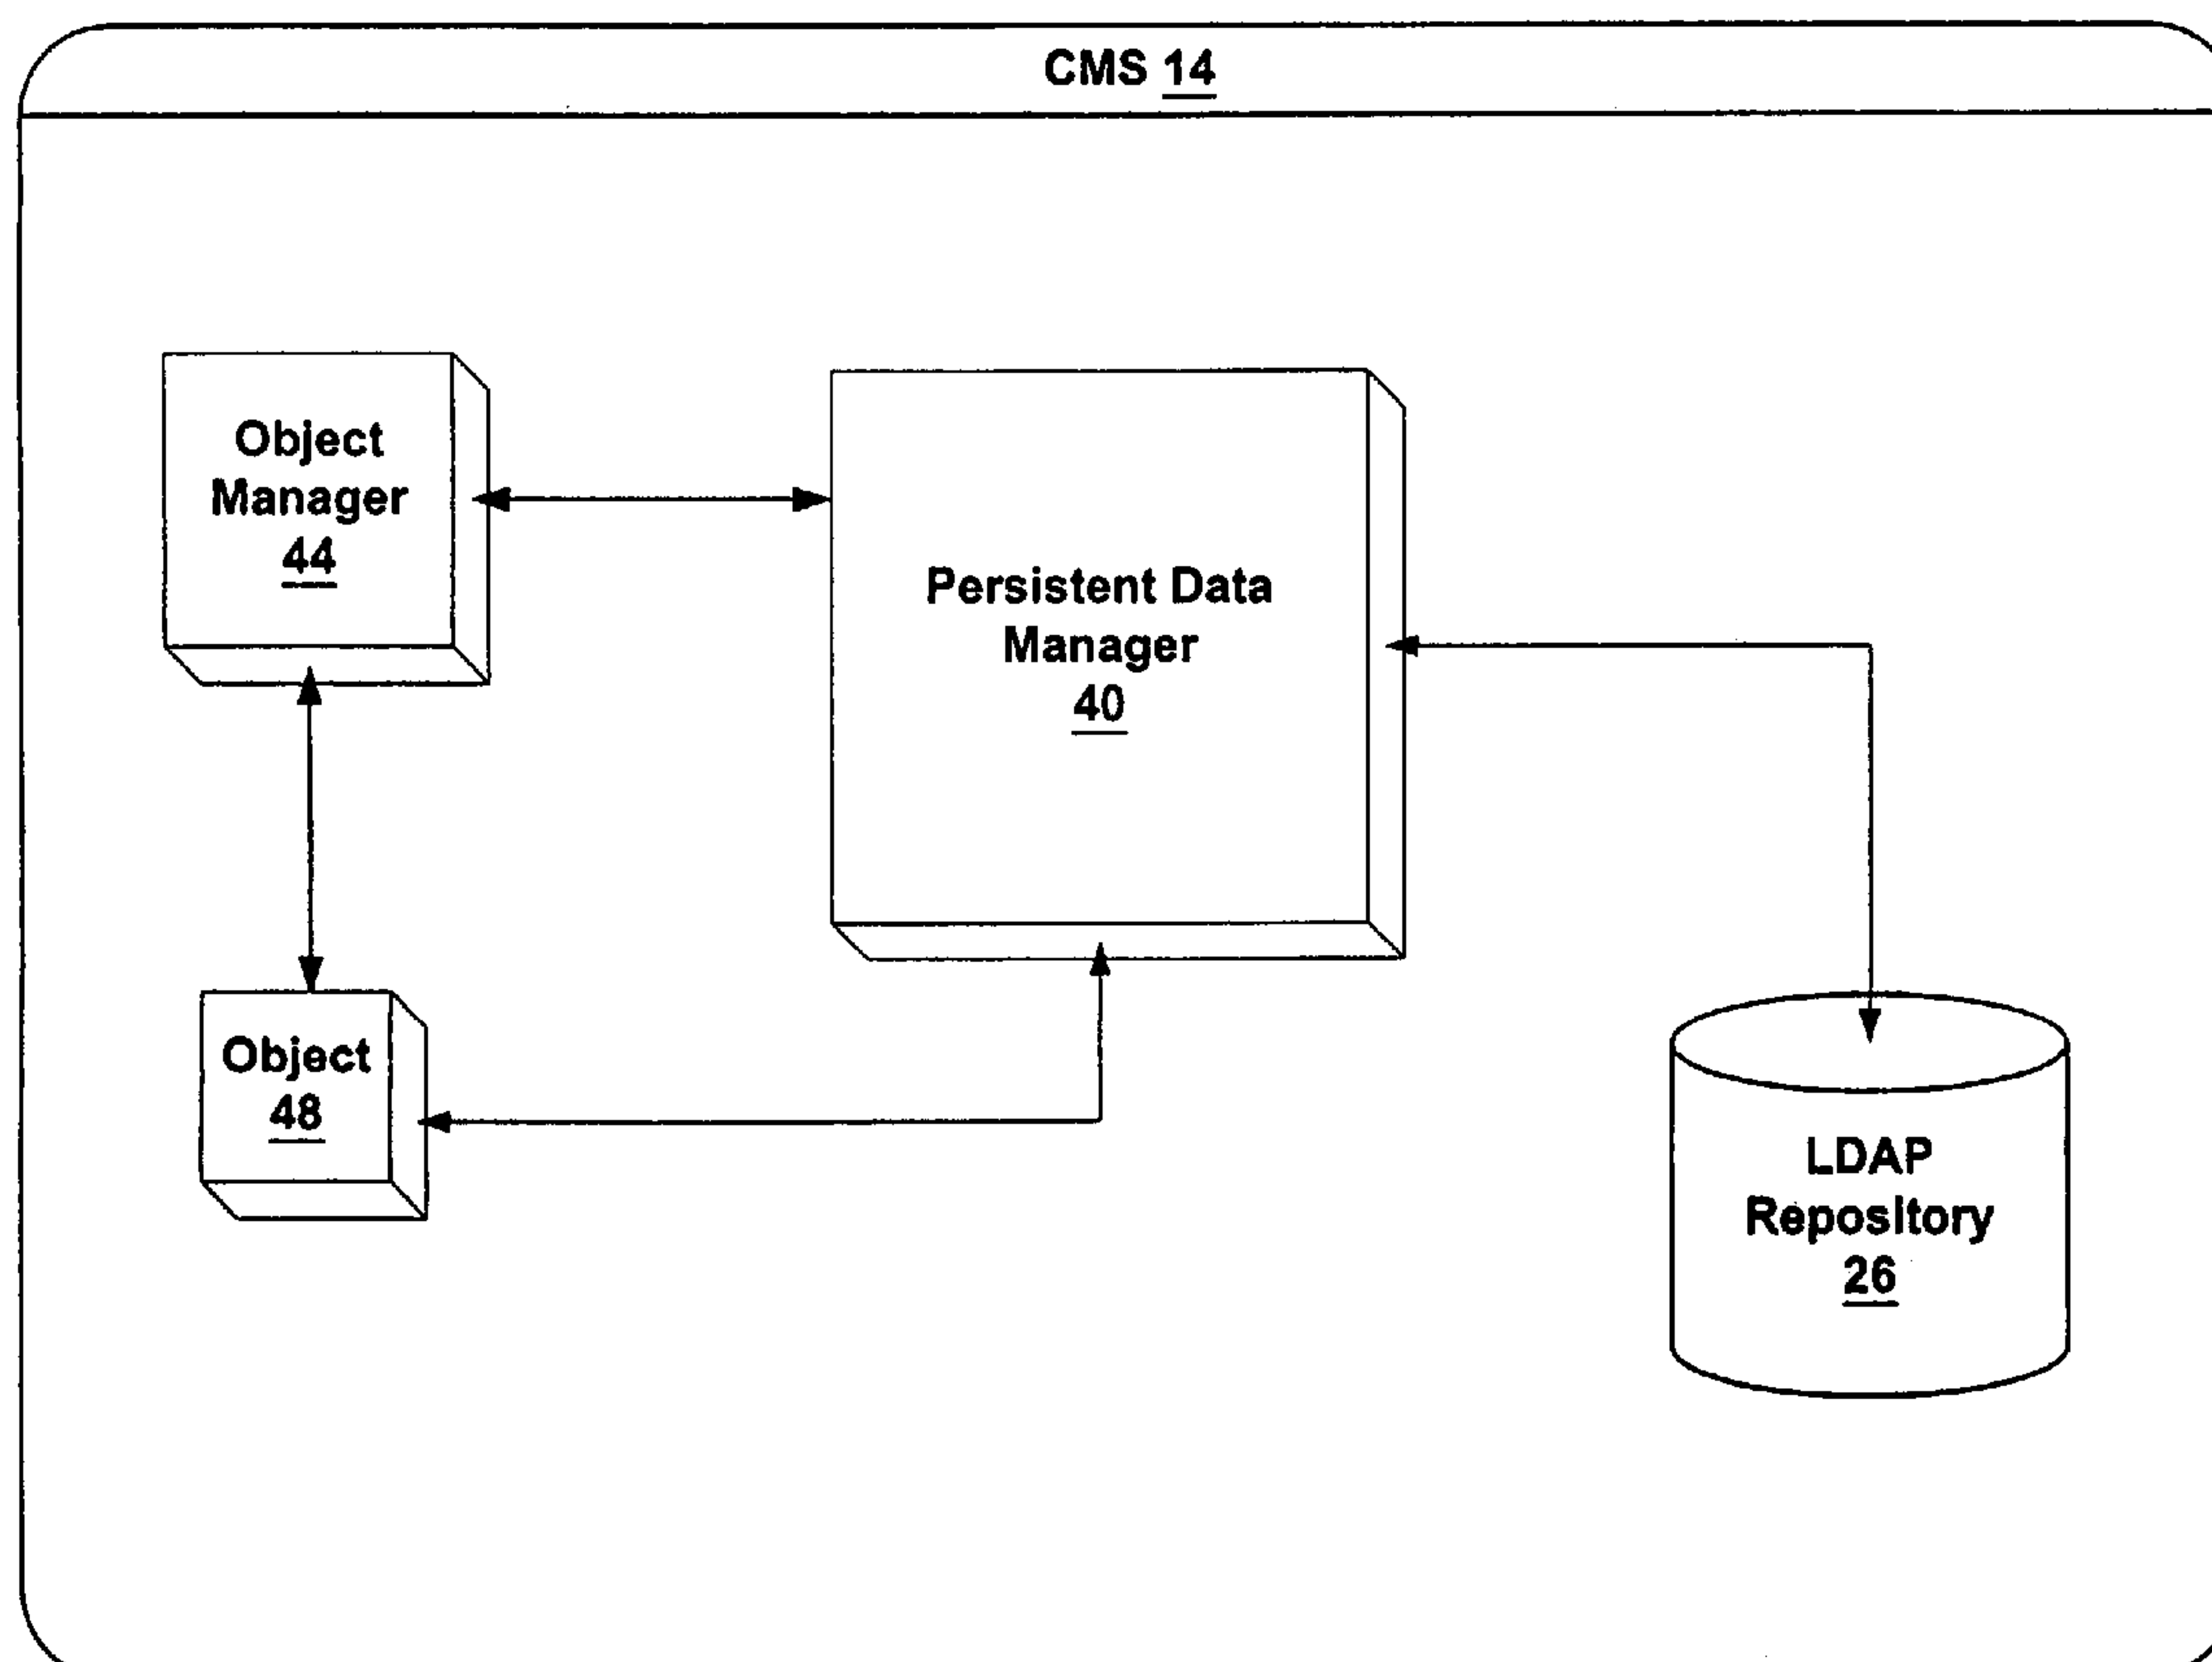 CMS 14
Object
Manager
44
Persistent Data
Manager
40
Object
48
LDAP
Repository
26